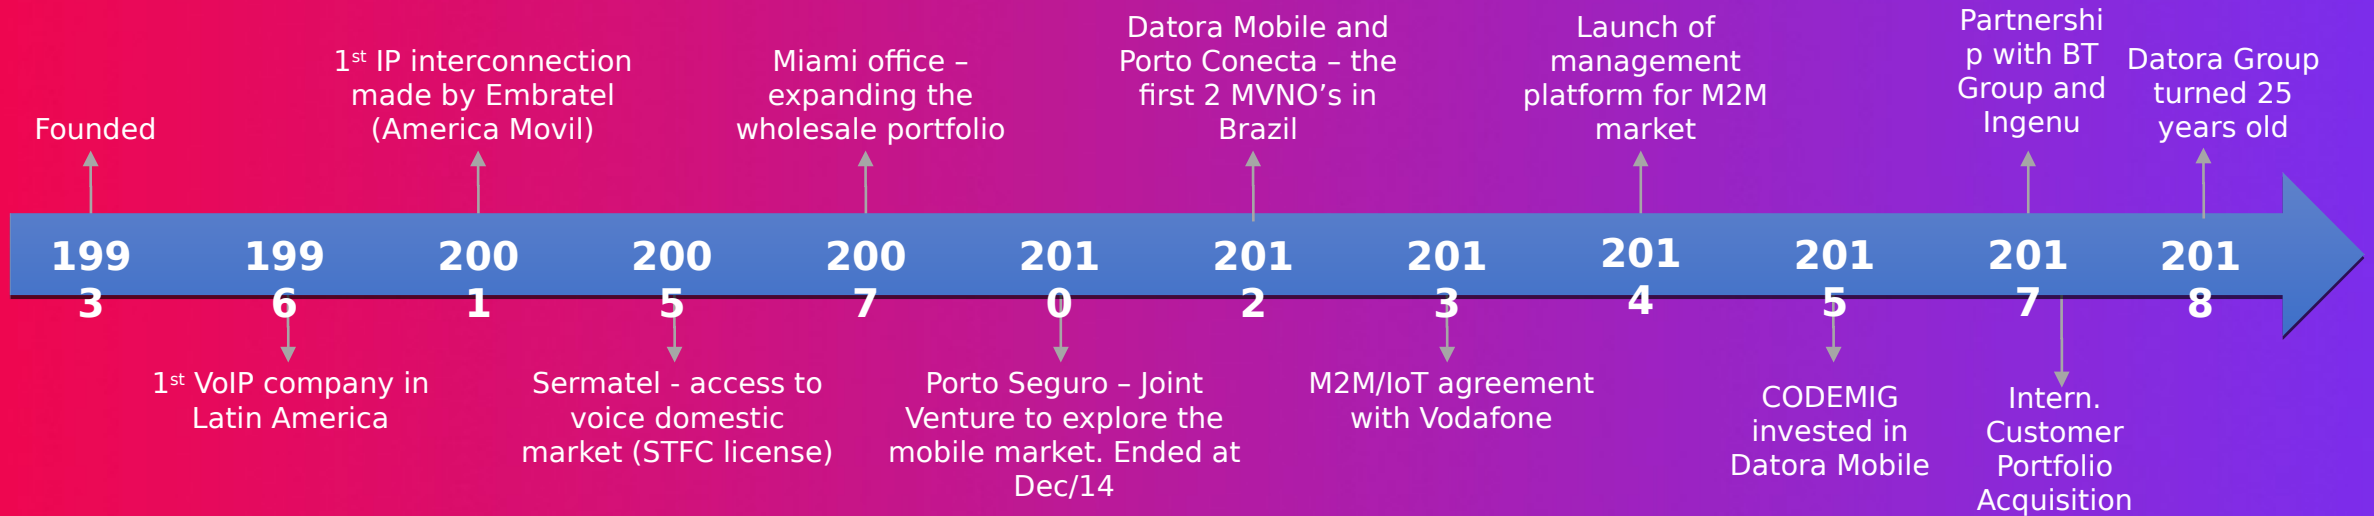 Founded
1st IP interconnection
made by Embratel
(America Movil)
Miami office –
expanding the
wholesale portfolio
Datora Mobile and
Porto Conecta – the
first 2 MVNO’s in
Brazil
Launch of
management
platform for M2M
market
Partnershi
p with BT
Group and
Ingenu
Datora Group
turned 25
years old
199
3
199
6
200
1
200
5
200
7
201
0
201
2
201
3
201
4
201
5
201
7
201
8
1st VoIP company in
Latin America
Sermatel - access to
voice domestic
market (STFC license)
Porto Seguro – Joint
Venture to explore the
mobile market. Ended at
Dec/14
M2M/IoT agreement
with Vodafone
CODEMIG
invested in
Datora Mobile
Intern.
Customer
Portfolio
Acquisition